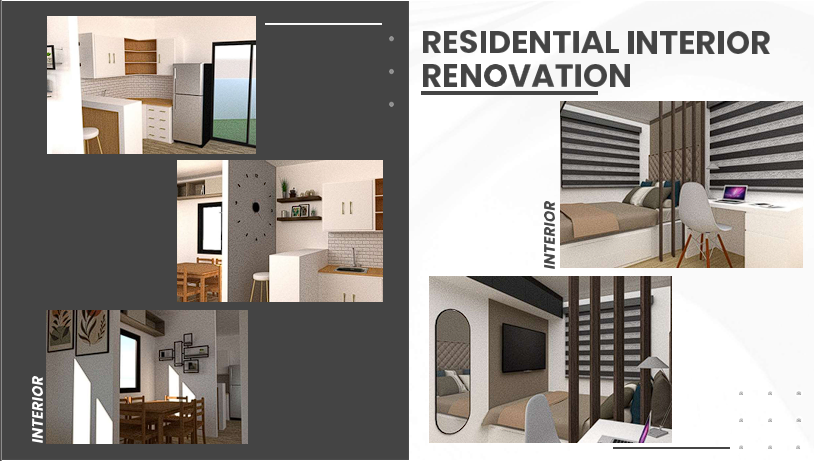 INTERIOR
RESIDENTIAL INTERIOR
RENOVATION
INTERIOR